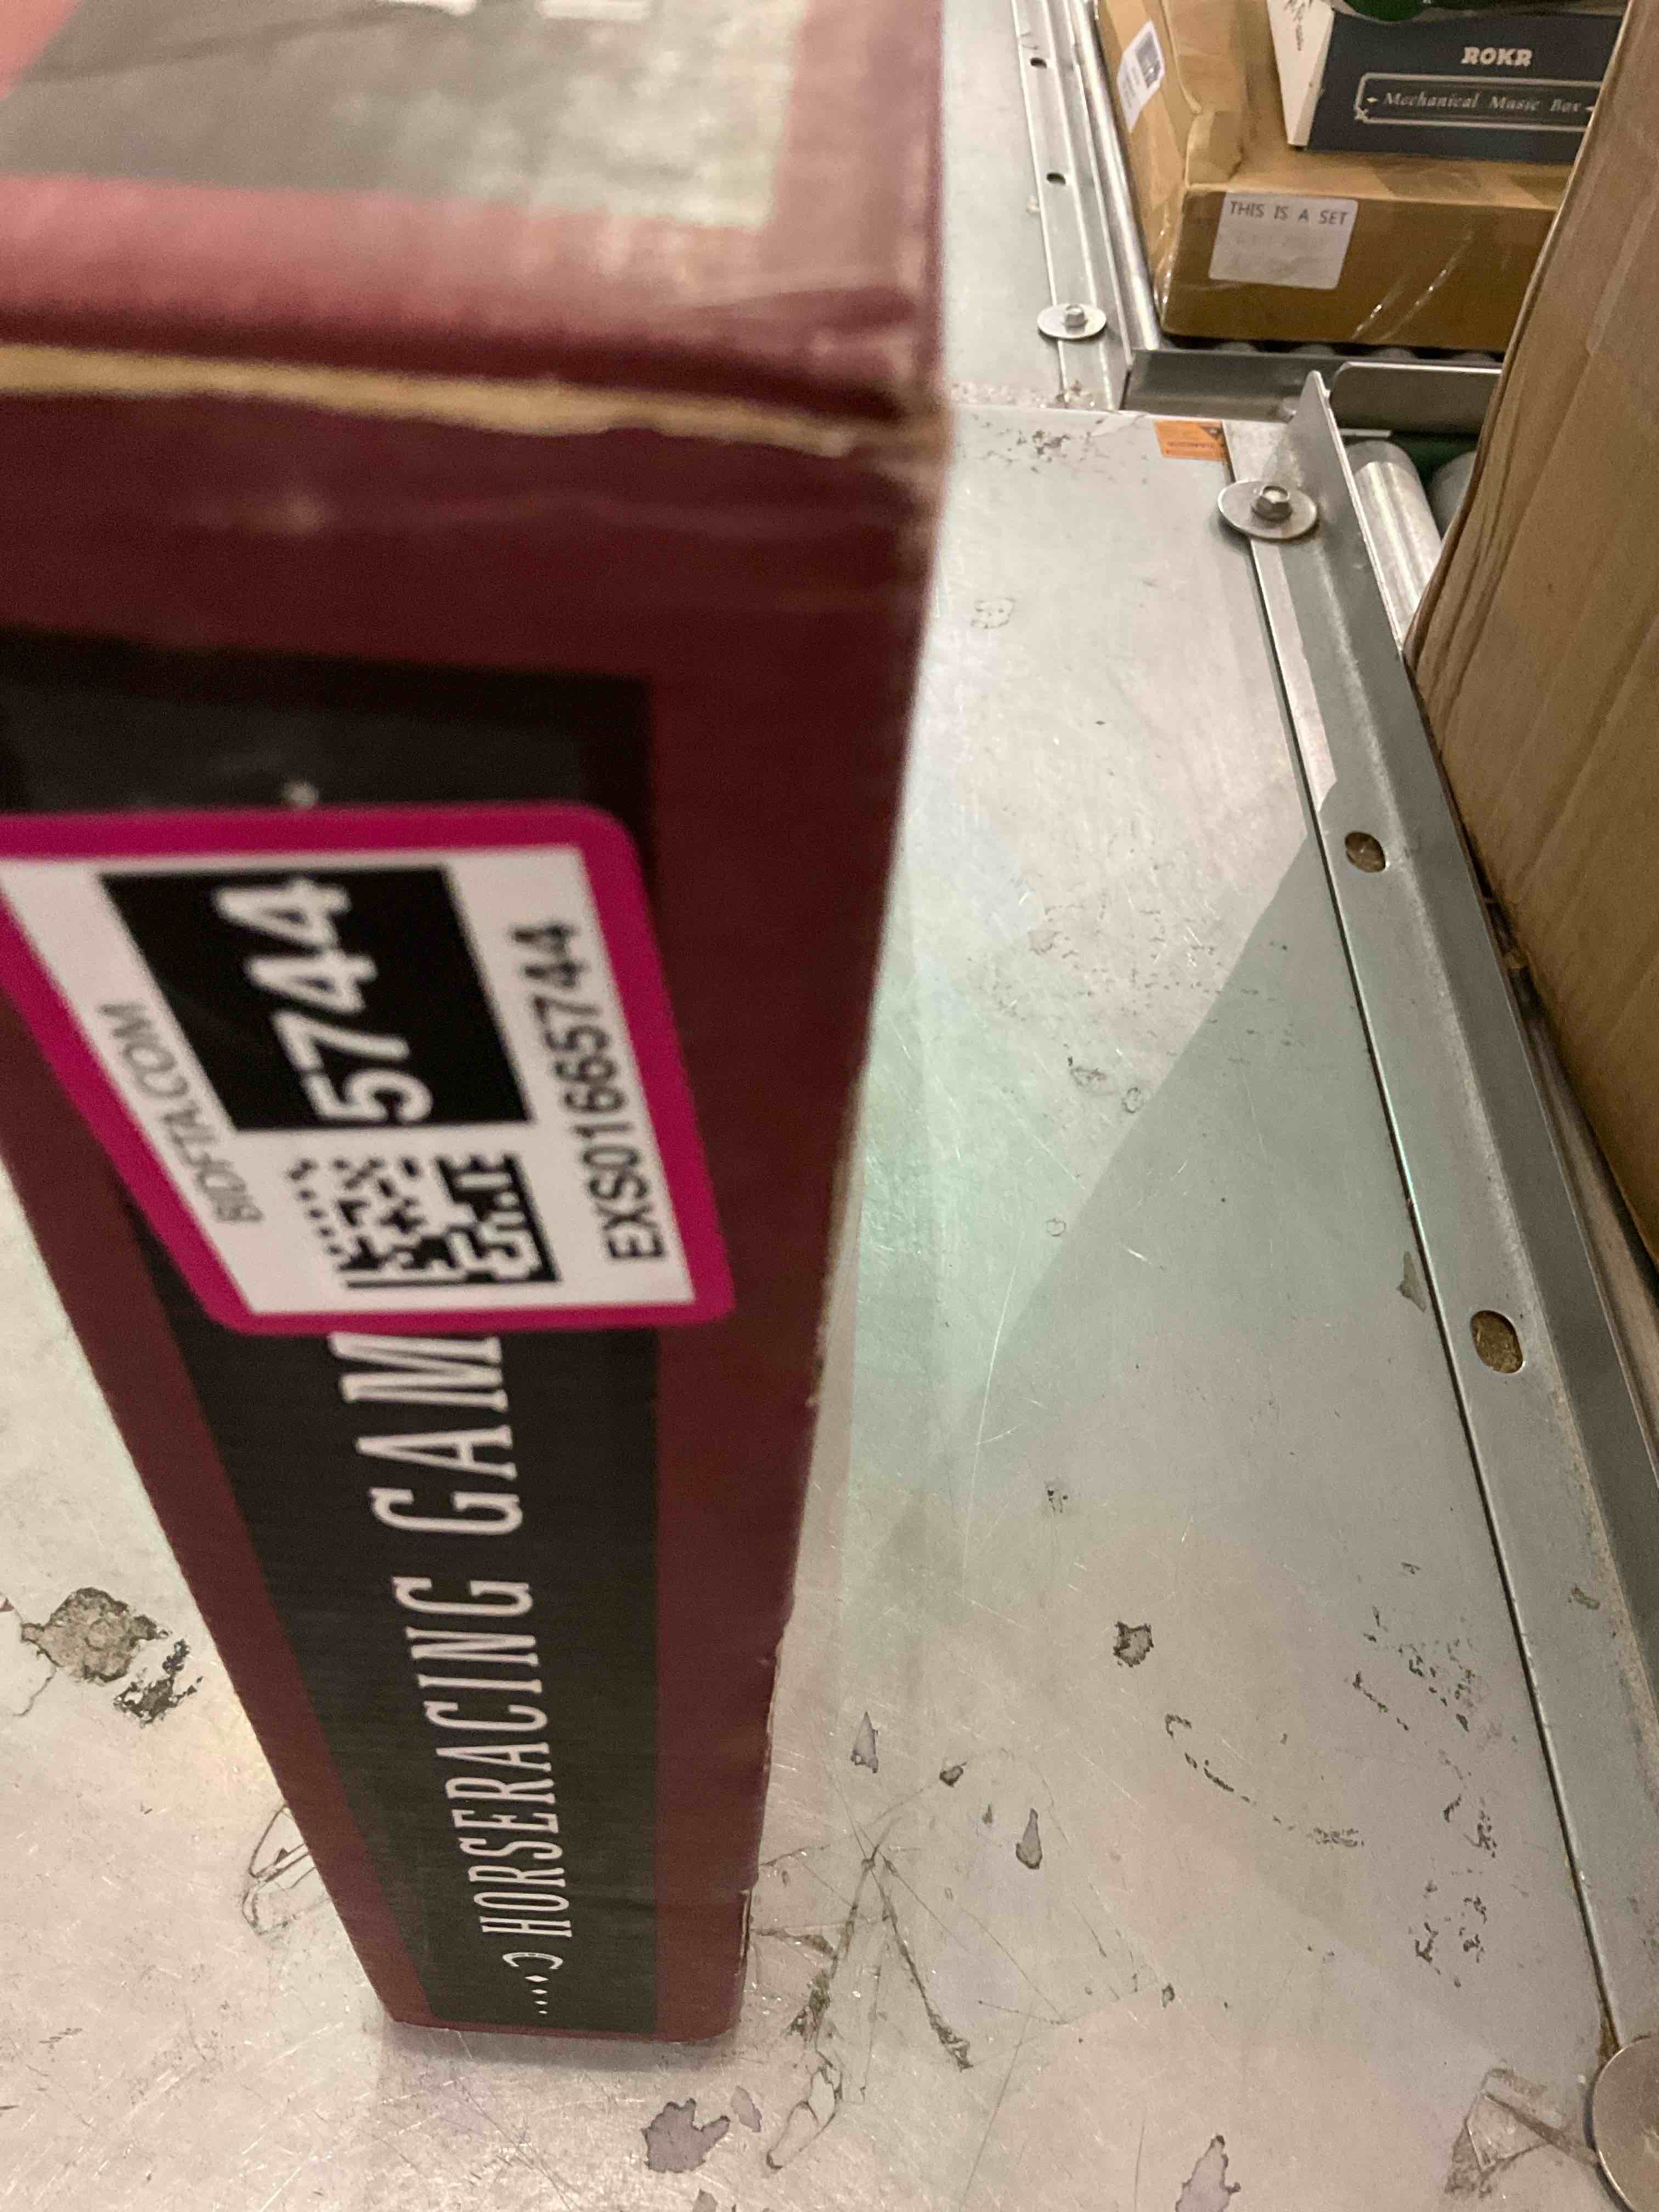 ROKR
Mechanical Music Box
THIS IS A SET
BIDFTA.COM
5744
EXS01665744
HORSERACING GAM